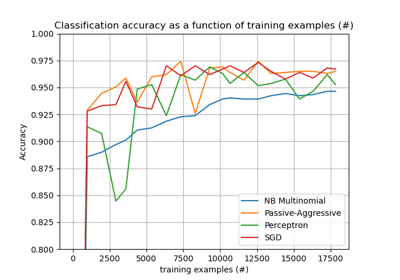 Classification accuracy as a function of training examples (#)
1.000
0.975
0.950
0.925
0.900
0.875
0.850
0.825
0.800
Accuracy
NB Multinomial
Passive-Aggressive
Perceptron
SGD
0 2500 5000 7500 10000 12500 15000 17500
training examples (#)